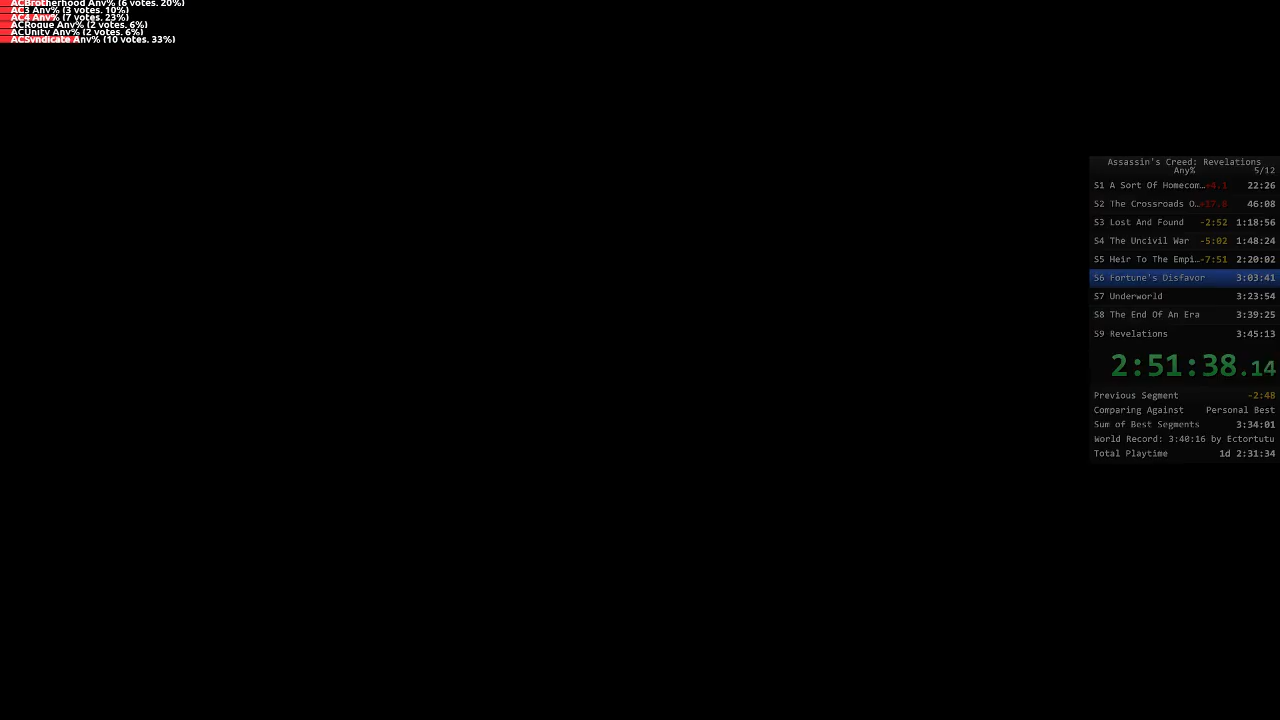 ACBrotherhood Any% (6 votes, 20%)
AC3 Any% (3 votes, 10%)
AC4 Any% (7 votes, 23%)
ACRogue Any% (2 votes, 6%)
ACUnity Any% (2 votes, 6%)
ACSyndicate Any% (10 votes, 33%)
Assassin's Creed: Revelations
Any% 5/12
S1 A Sort Of Homecom… +4.1 22:26
S2 The Crossroads O… +17.8 46:08
S3 Lost And Found -2:52 1:18:56
S4 The Uncivil War -5:02 1:48:24
S5 Heir To The Empi… -7:51 2:20:02
S6 Fortune's Disfavor 3:03:41
S7 Underworld 3:23:54
S8 The End Of An Era 3:39:25
S9 Revelations 3:45:13
2:51:38.14
Previous Segment -2:48
Comparing Against Personal Best
Sum of Best Segments 3:34:01
World Record: 3:40:16 by Ectortutu
Total Playtime 1d 2:31:34